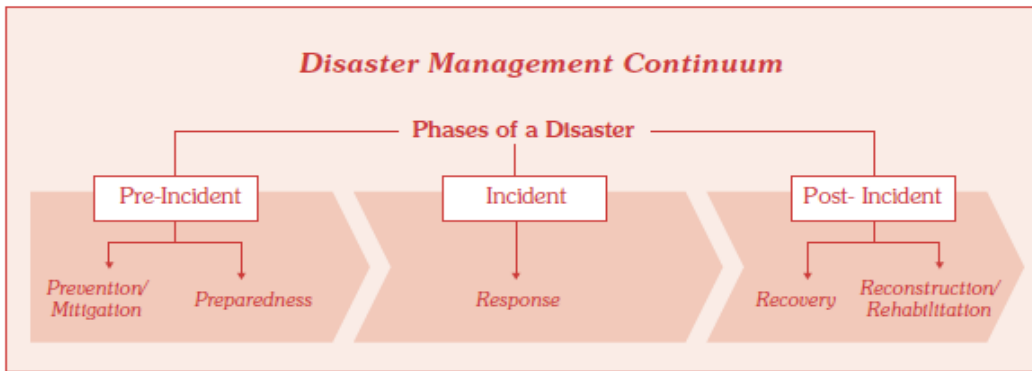 Disaster Management Continuum
Phases of a Disaster
Pre-Incident
Incident
Post- Incident
Prevention/
Mitigation
Preparedness
Response
Recovery
Reconstruction/
Rehabilitation